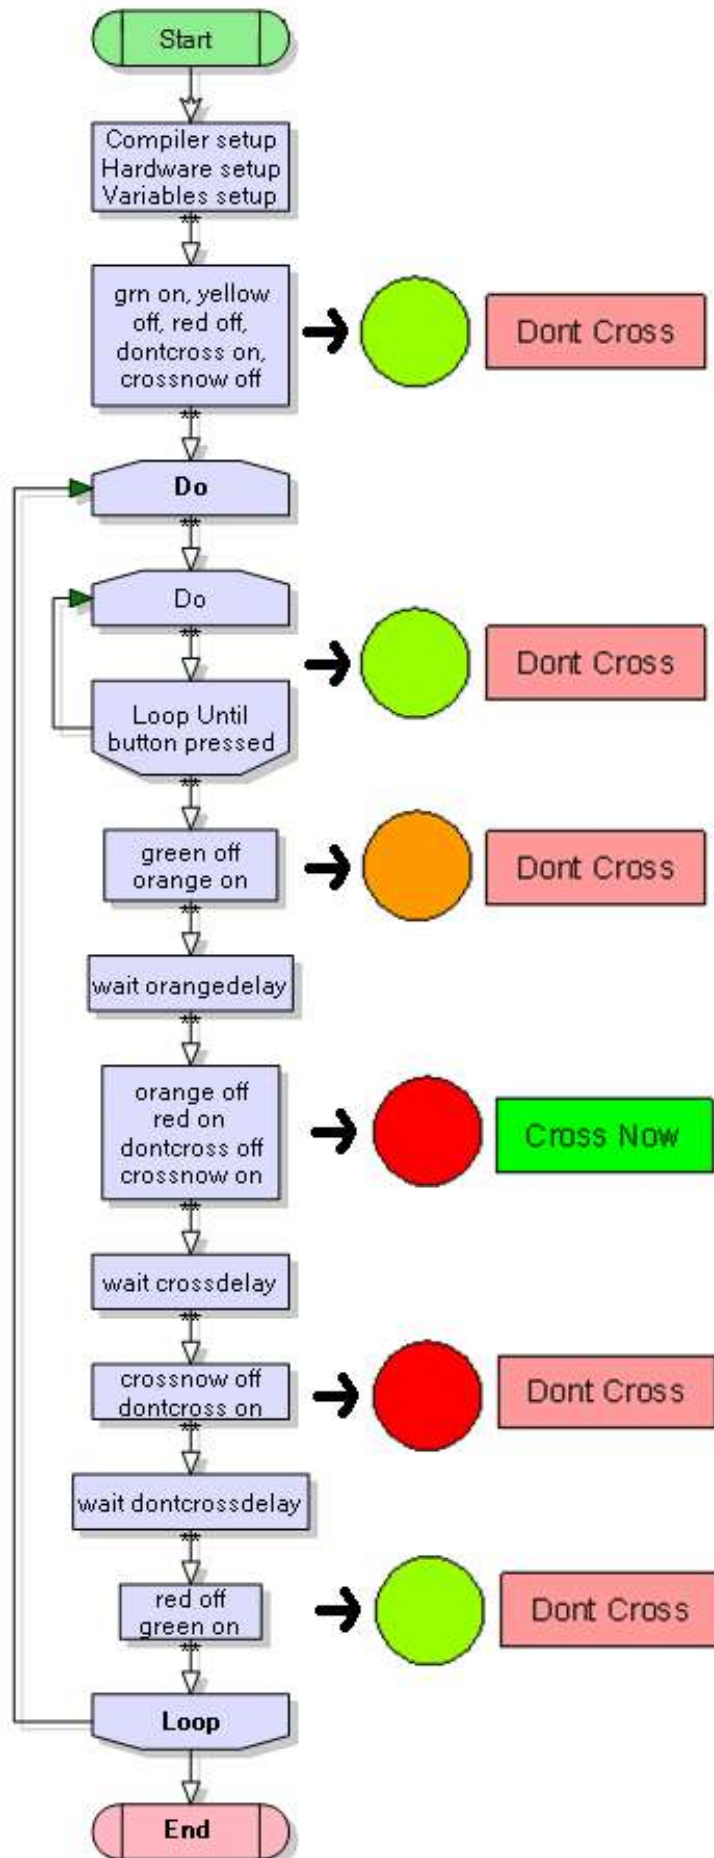 Start
Compiler setup
Hardware setup
Variables setup
**
grn on, yellow
off, red off,
dontcross on,
crossnow off
Dont Cross
**
Do
**
Do
**
Dont Cross
Loop Until
button pressed
**
green off
orange on
Dont Cross
**
wait orangedelay
**
orange off
red on
dontcross off
crossnow on
Cross Now
**
wait crossdelay
**
crossnow off
dontcross on
Dont Cross
**
wait dontcrossdelay
**
red off
green on
Dont Cross
**
Loop
End